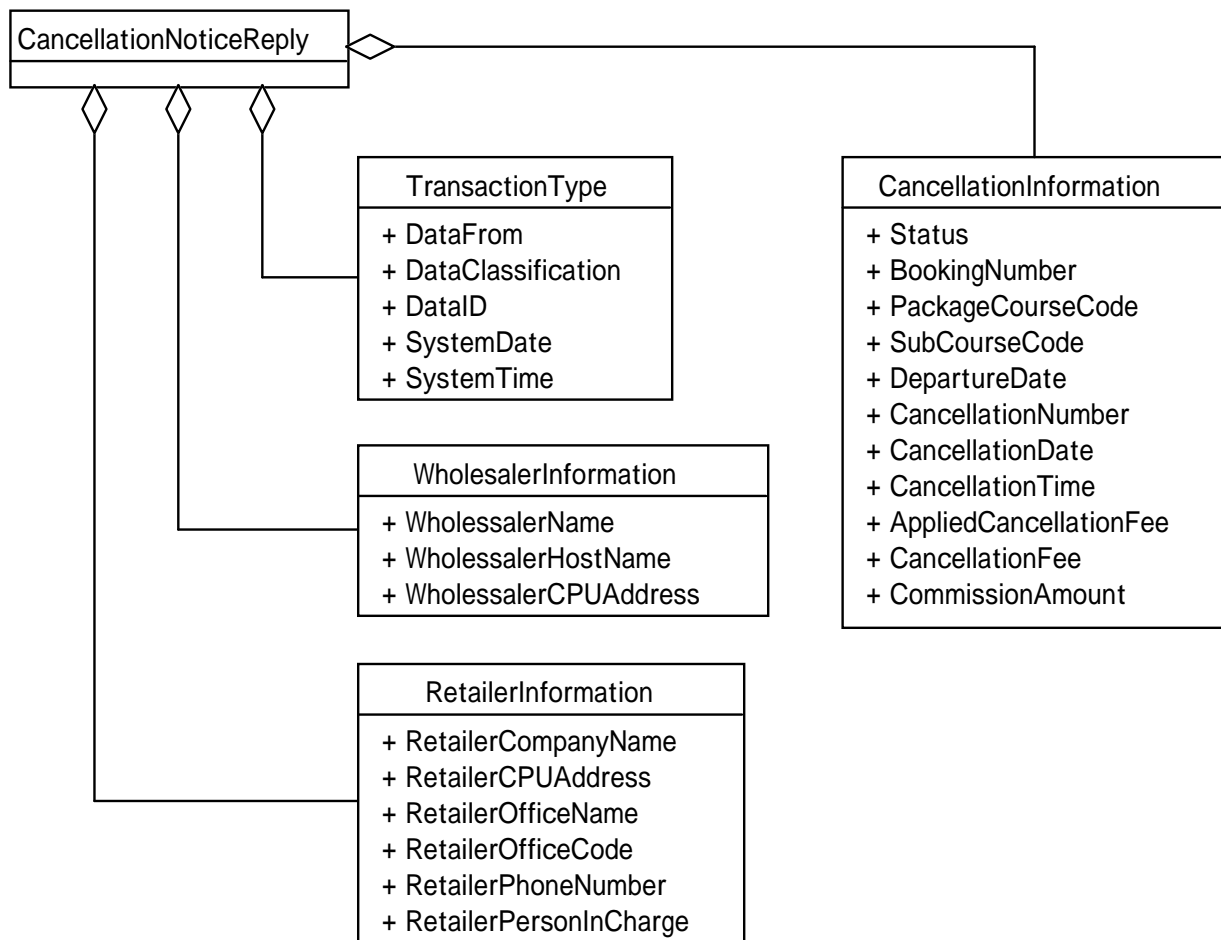 CancellationNoticeReply
TransactionType
+ DataFrom
+ DataClassification
+ DataID
+ SystemDate
+ SystemTime
WholesalerInformation
+ WholessalerName
+ WholessalerHostName
+ WholessalerCPUAddress
RetailerInformation
+ RetailerCompanyName
+ RetailerCPUAddress
+ RetailerOfficeName
+ RetailerOfficeCode
+ RetailerPhoneNumber
+ RetailerPersonInCharge
CancellationInformation
+ Status
+ BookingNumber
+ PackageCourseCode
+ SubCourseCode
+ DepartureDate
+ CancellationNumber
+ CancellationDate
+ CancellationTime
+ AppliedCancellationFee
+ CancellationFee
+ CommissionAmount